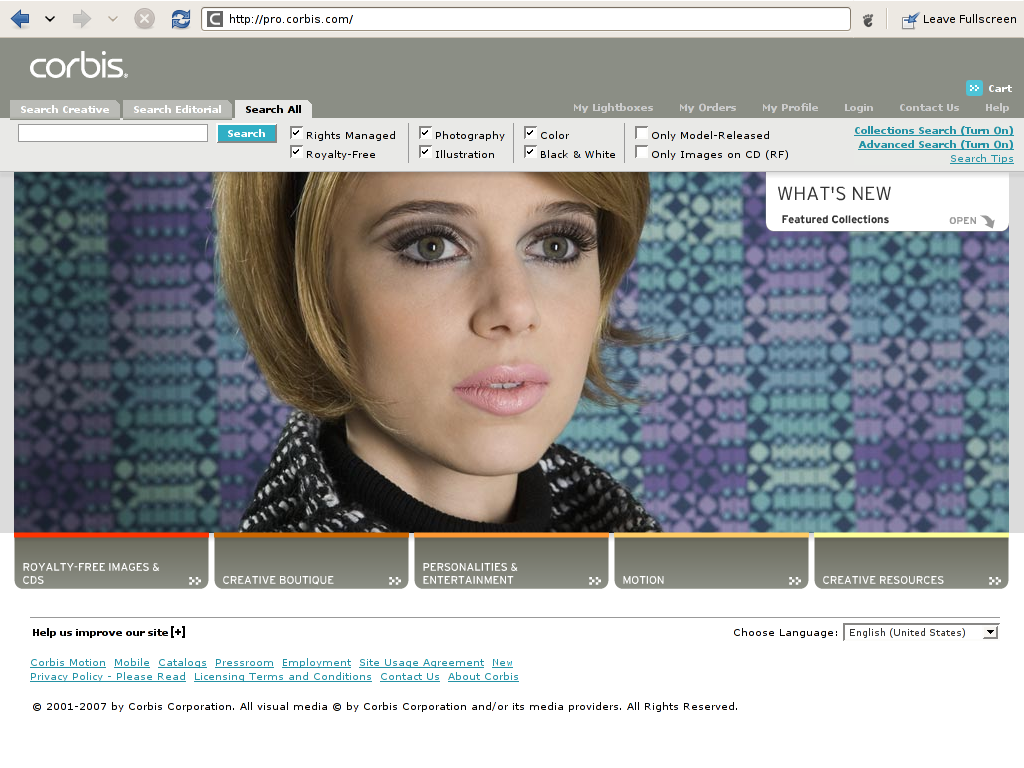 http://pro.corbis.com/
Leave Fullscreen
corbis.
Cart
Search Creative
Search Editorial
Search All
My Lightboxes
My Orders
My Profile
Login
Contact Us
Help
Search
Rights Managed
Royalty-Free
Photography
Illustration
Color
Black & White
Only Model-Released
Only Images on CD (RF)
Collections Search (Turn On)
Advanced Search (Turn On)
Search Tips
WHAT'S NEW
Featured Collections
OPEN
ROYALTY-FREE IMAGES &
CDS
CREATIVE BOUTIQUE
PERSONALITIES &
ENTERTAINMENT
MOTION
CREATIVE RESOURCES
Help us improve our site [+]
Choose Language: English (United States)
Corbis Motion Mobile Catalogs Pressroom Employment Site Usage Agreement New
Privacy Policy - Please Read Licensing Terms and Conditions Contact Us About Corbis
© 2001-2007 by Corbis Corporation. All visual media © by Corbis Corporation and/or its media providers. All Rights Reserved.